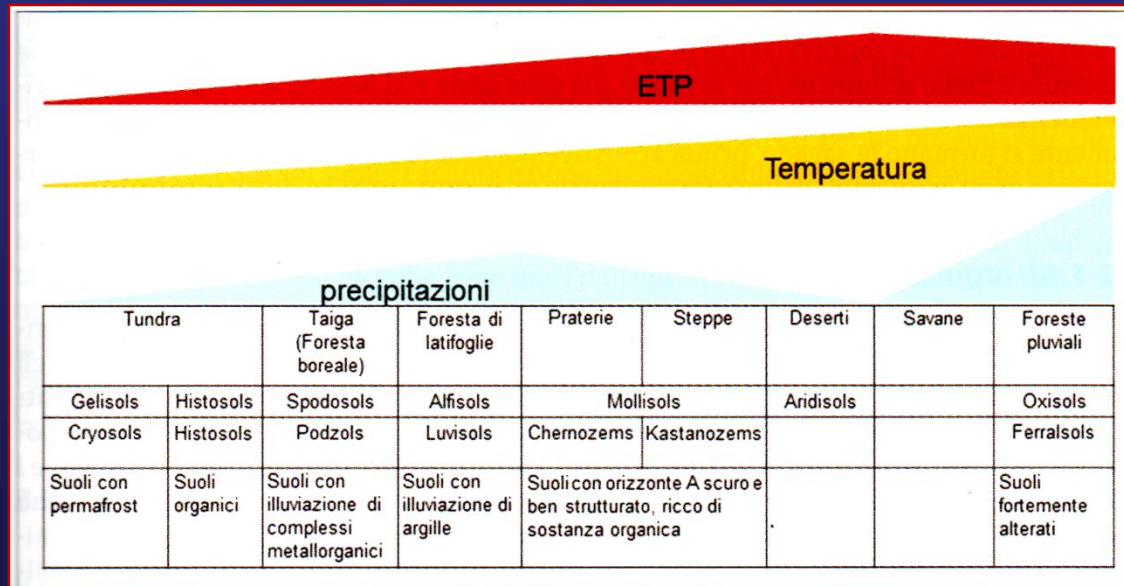 ETP
Temperatura
precipitazioni
Tundra
Taiga
(Foresta
boreale)
Foresta di
latifoglie
Praterie
Steppe
Deserti
Savane
Foreste
pluviali
Gelisols
Histosols
Spodosols
Alfisols
Mollisols
Aridisols
Oxisols
Cryosols
Histosols
Podzols
Luvisols
Chernozems
Kastanozems
Ferralsols
Suoli con
permafrost
Suoli
organici
Suoli con
illuviazione di
complessi
metallorganici
Suoli con
illuviazione di
argille
Suoli con orizzonte A scuro e
ben strutturato, ricco di
sostanza organica
Suoli
fortemente
alterati